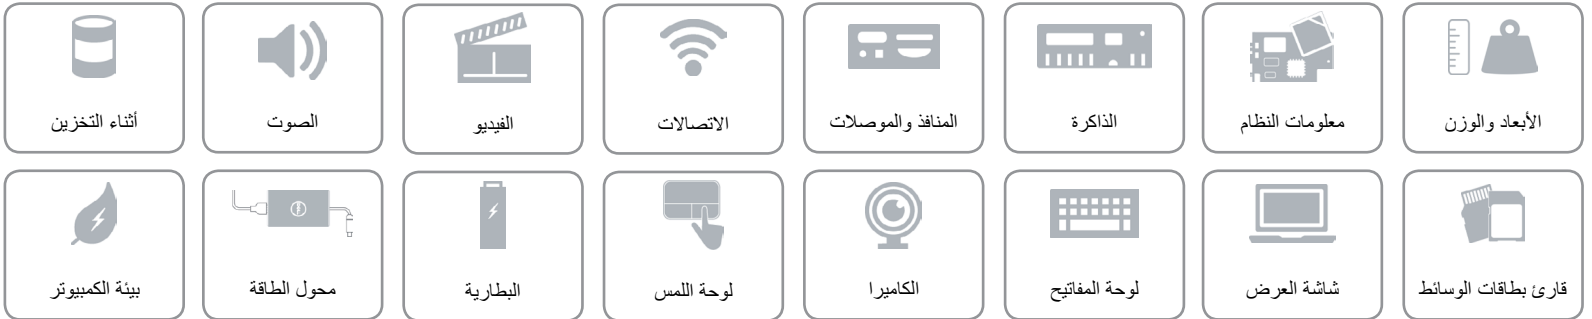 الأبعاد والوزن
معلومات النظام
الذاكرة
المنافذ والموصلات
الاتصالات
الفيديو
الصوت
أثناء التخزين
قارئ بطاقات الوسائط
شاشة العرض
لوحة المفاتيح
الكاميرا
لوحة اللمس
البطارية
محول الطاقة
بيئة الكمبيوتر